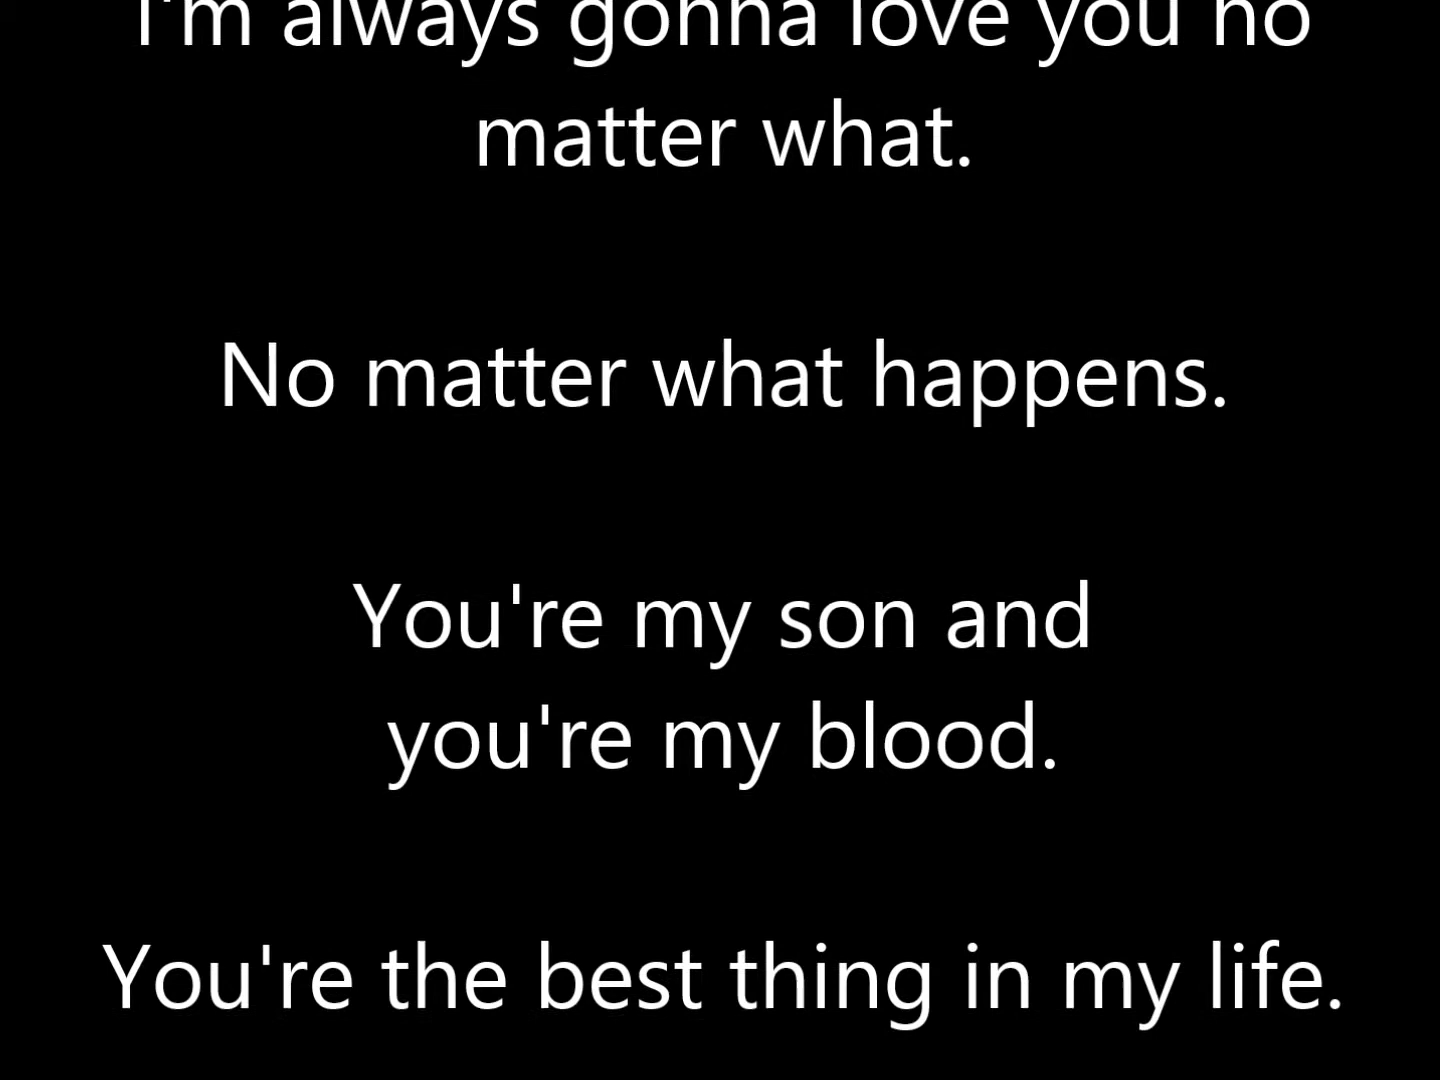 I'm always gonna love you no
matter what.
No matter what happens.
You're my son and
you're my blood.
You're the best thing in my life.